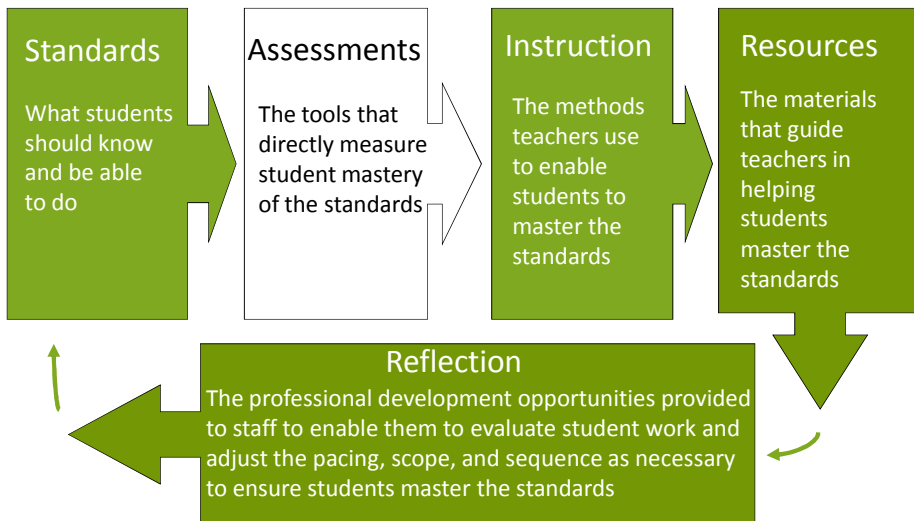 Standards
What students
should know
and be able
to do
Assessments
The tools that
directly measure
student mastery
of the standards
Instruction
The methods
teachers use
to enable
students to
master the
standards
Resources
The materials
that guide
teachers in
helping
students
master the
standards
Reflection
The professional development opportunities provided
to staff to enable them to evaluate student work and
adjust the pacing, scope, and sequence as necessary
to ensure students master the standards